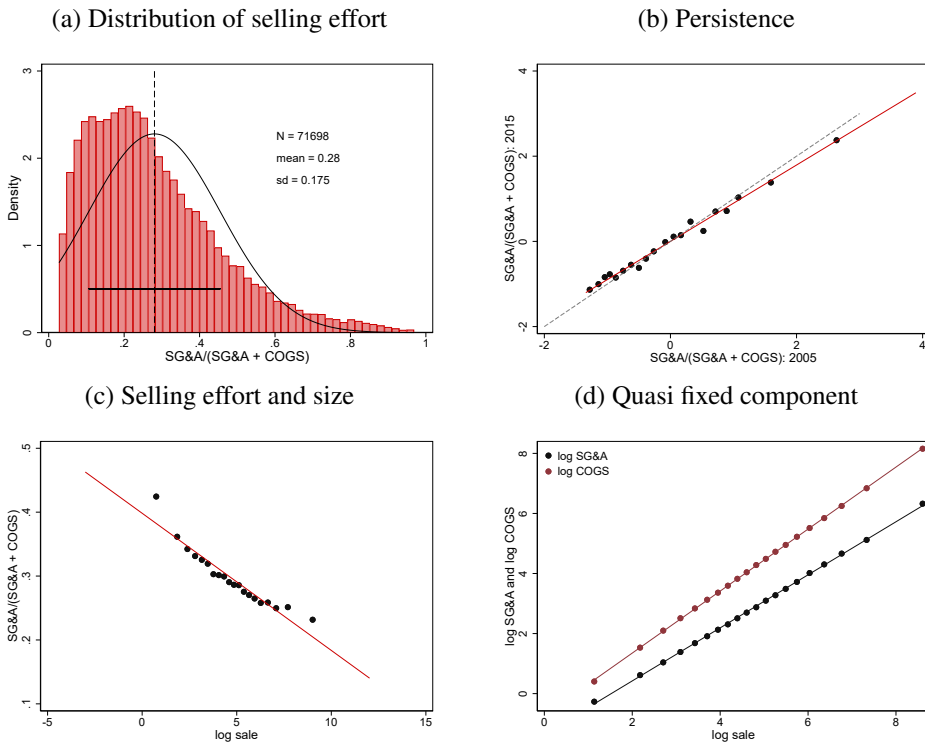 (a) Distribution of selling effort
3
2
1
0
Density
N = 71698
mean = 0.28
sd = 0.175
0 .2 .4 .6 .8 1
SG&A/(SG&A + COGS)
(b) Persistence
4
2
0
-2
SG&A/(SG&A + COGS): 2015
-2 0 2 4
SG&A/(SG&A + COGS): 2005
(c) Selling effort and size
.5
.4
.3
.2
.1
SG&A/(SG&A + COGS)
-5 0 5 10 15
log sale
(d) Quasi fixed component
log SG&A
log COGS
8
6
4
2
0
log SG&A and log COGS
0 2 4 6 8
log sale